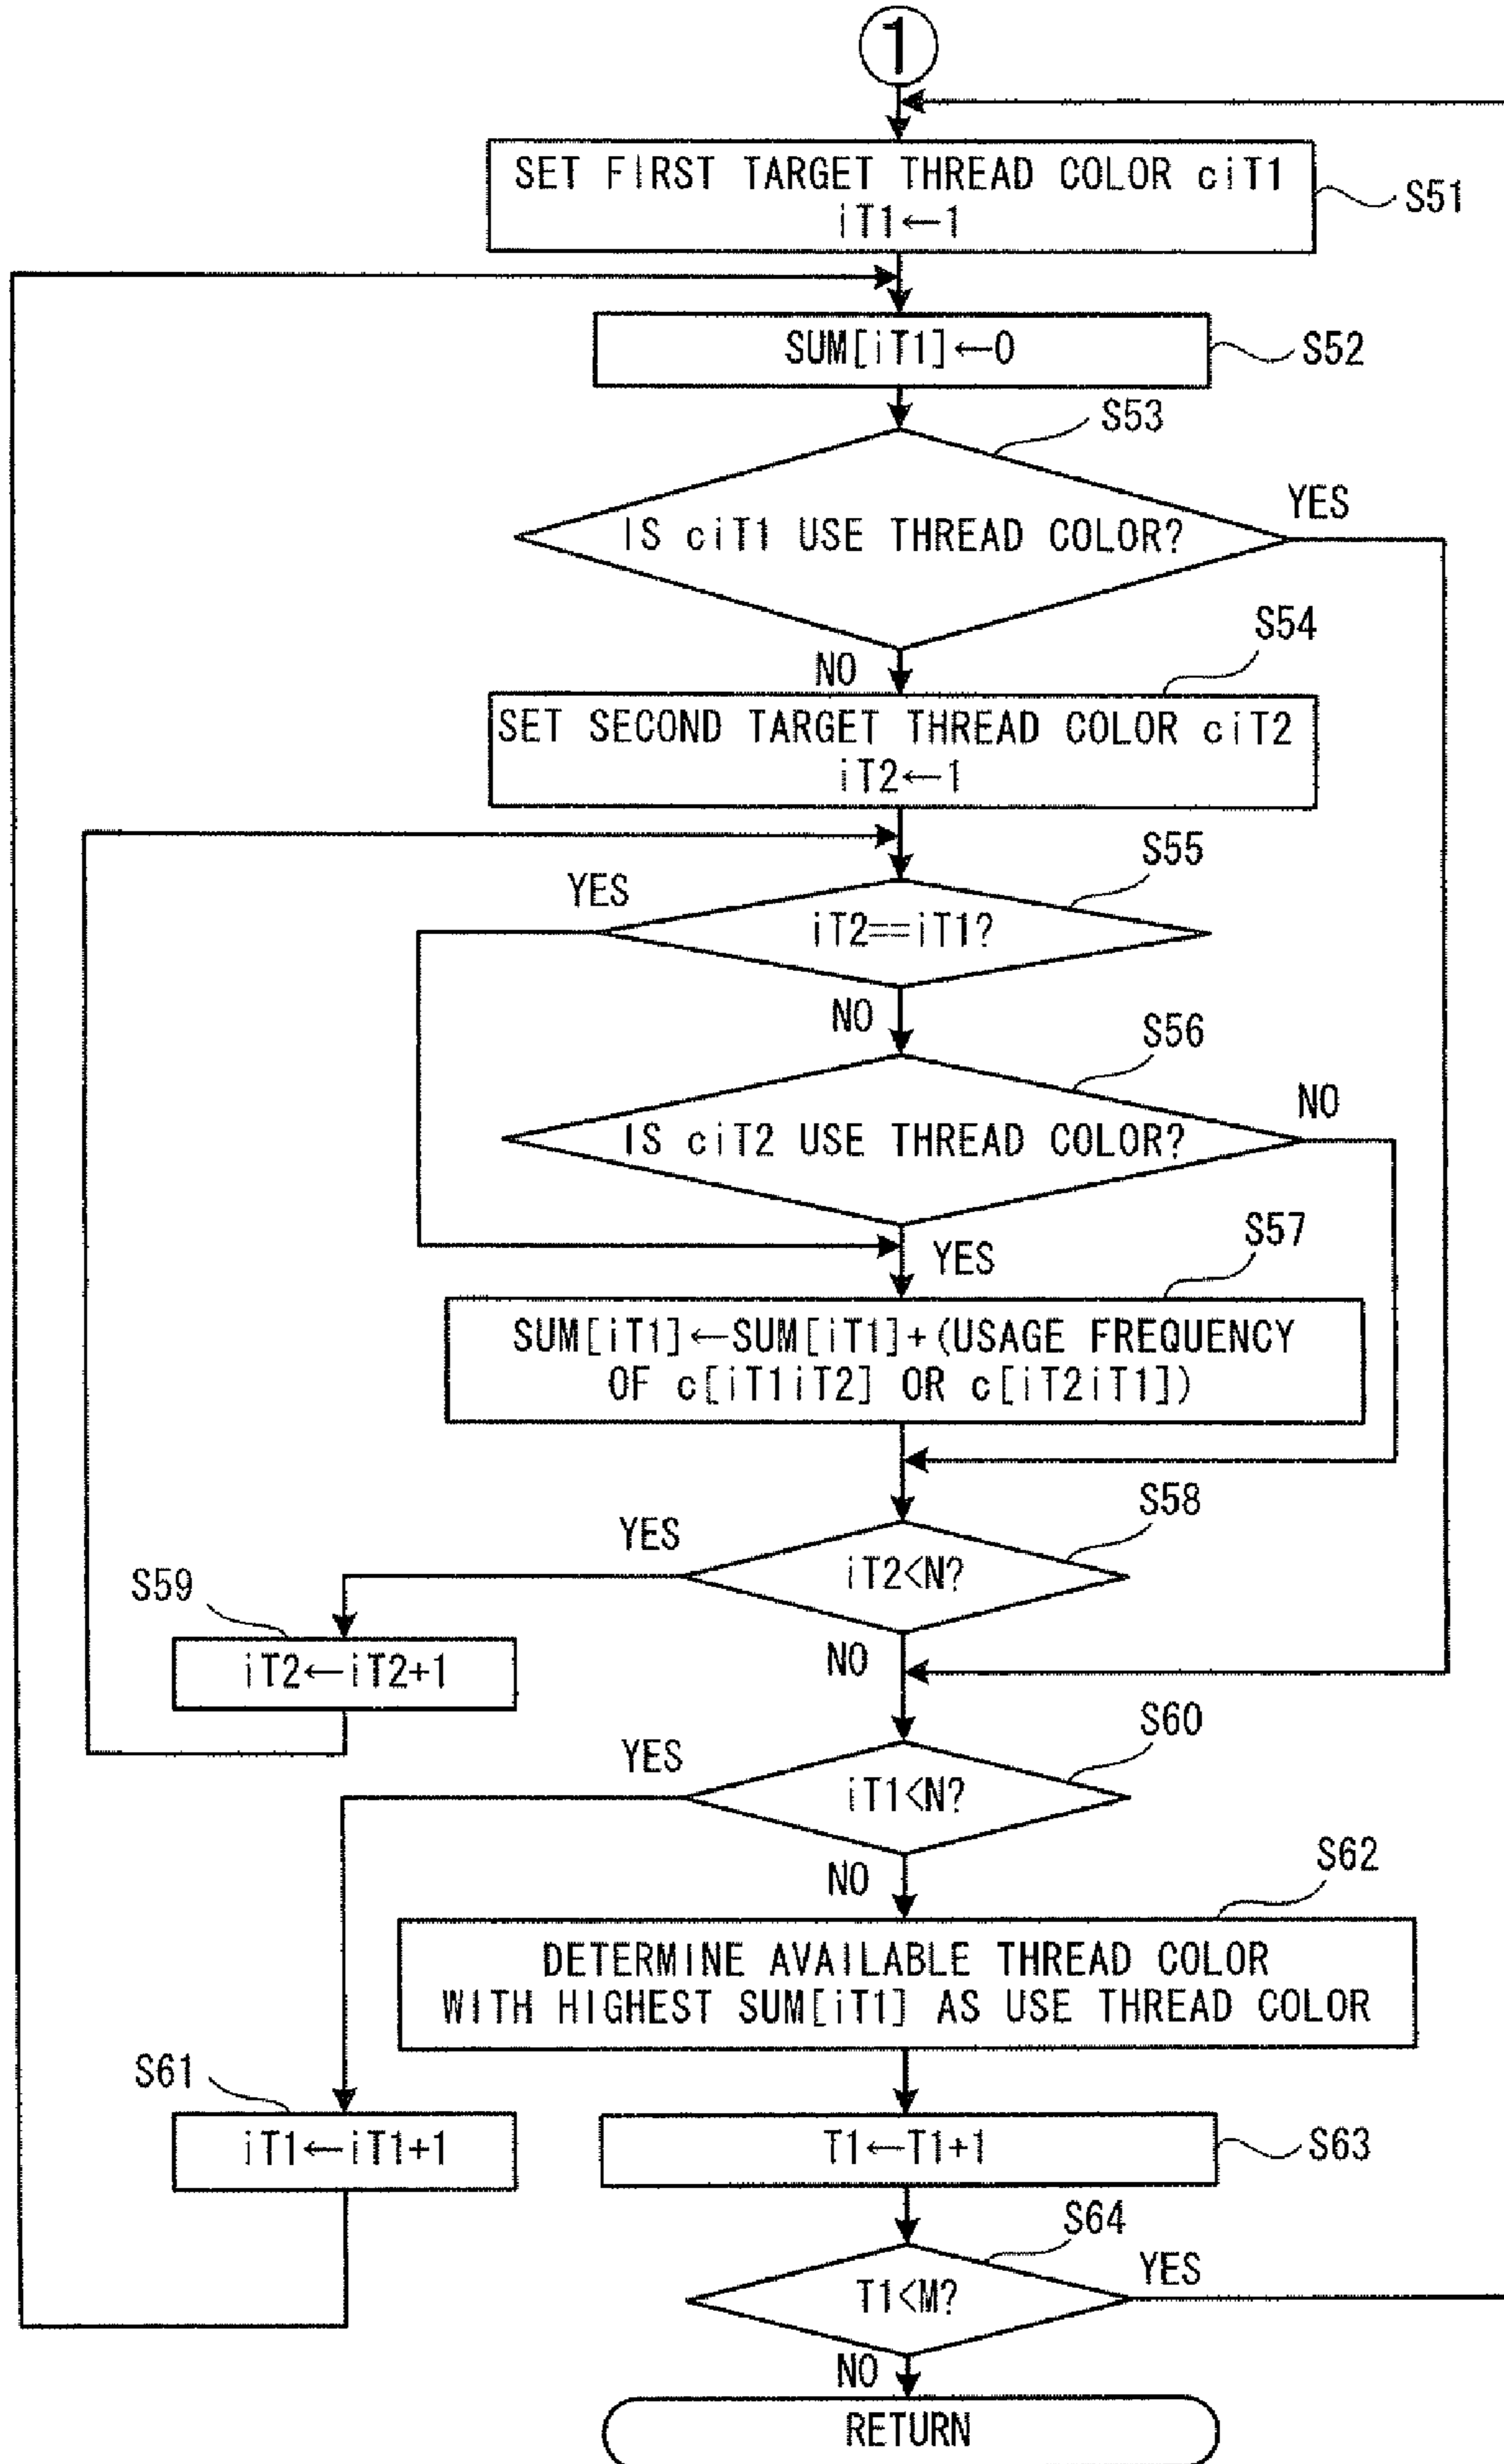 1
SET FIRST TARGET THREAD COLOR ciT1
iT1←1
S51
SUM[iT1]←0
S52
S53
IS ciT1 USE THREAD COLOR?
YES
S54
NO
SET SECOND TARGET THREAD COLOR ciT2
iT2←1
S55
YES
iT2==iT1?
NO
S56
IS ciT2 USE THREAD COLOR?
NO
S57
YES
SUM[iT1]←SUM[iT1]+(USAGE FREQUENCY
OF c[iT1iT2] OR c[iT2iT1])
S58
YES
iT2<N?
S59
iT2←iT2+1
NO
S60
YES
iT1<N?
NO
S62
DETERMINE AVAILABLE THREAD COLOR
WITH HIGHEST SUM[iT1] AS USE THREAD COLOR
S61
iT1←iT1+1
T1←T1+1
S63
S64
T1<M?
YES
NO
RETURN